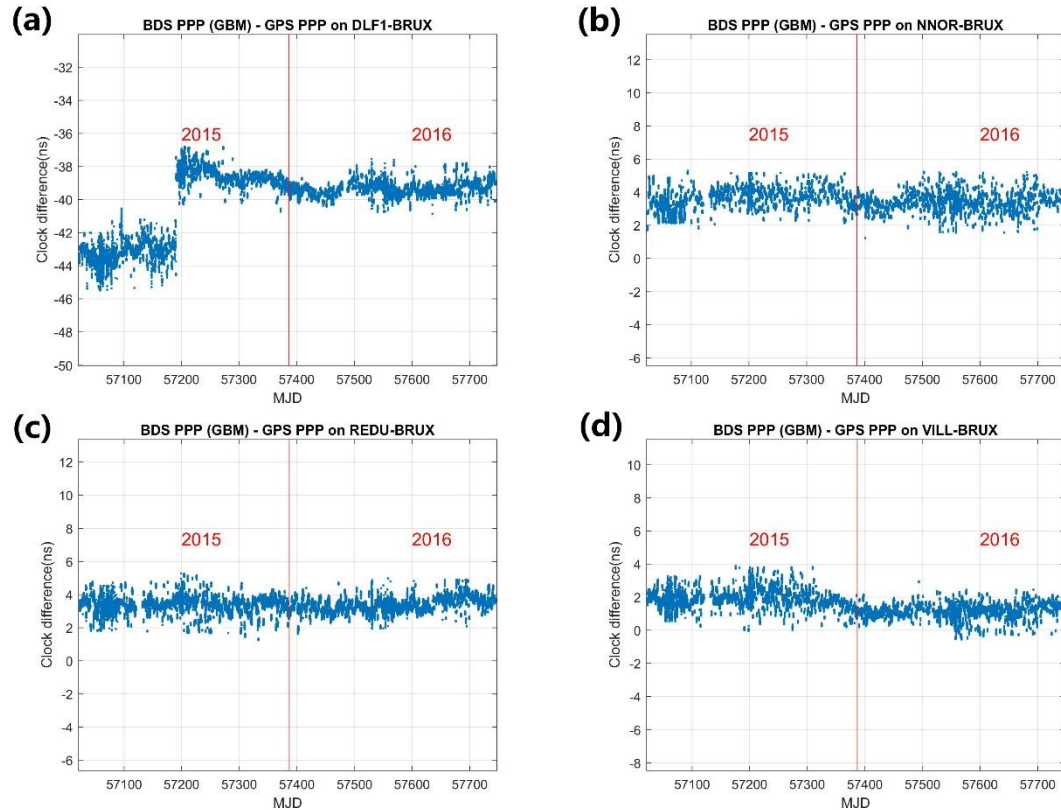 (a)
BDS PPP (GBM) - GPS PPP on DLF1-BRUX
-32
-34
-36
-38
-40
-42
-44
-46
-48
-50
Clock difference(ns)
2015
2016
57100 57200 57300 57400 57500 57600 57700
MJD
(b)
BDS PPP (GBM) - GPS PPP on NNOR-BRUX
12
10
8
6
4
2
0
-2
-4
-6
Clock difference(ns)
2015
2016
57100 57200 57300 57400 57500 57600 57700
MJD
(c)
BDS PPP (GBM) - GPS PPP on REDU-BRUX
12
10
8
6
4
2
0
-2
-4
-6
Clock difference(ns)
2015
2016
57100 57200 57300 57400 57500 57600 57700
MJD
(d)
BDS PPP (GBM) - GPS PPP on VILL-BRUX
10
8
6
4
2
0
-2
-4
-6
-8
Clock difference(ns)
2015
2016
57100 57200 57300 57400 57500 57600 57700
MJD